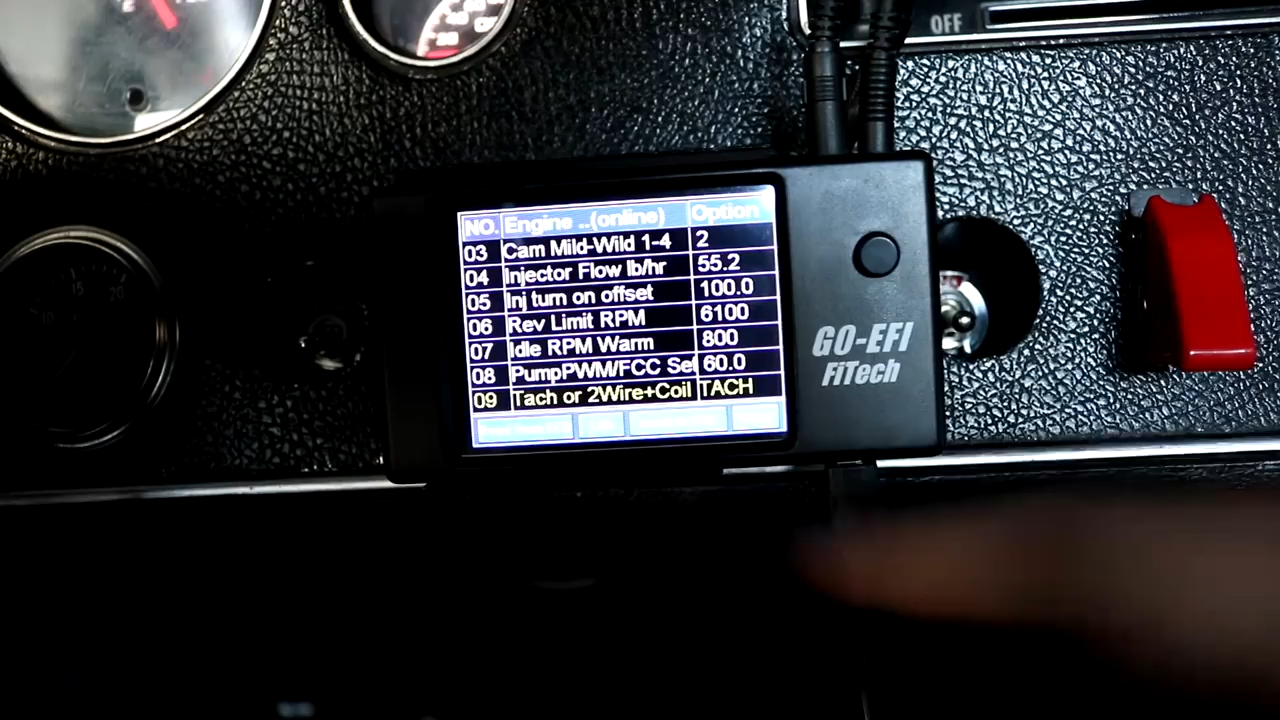 OFF
NO. Engine ..(online) Option
03 Cam Mild-Wild 1-4 2
04 Injector Flow lb/hr 55.2
05 Inj turn on offset 100.0
06 Rev Limit RPM 6100
07 Idle RPM Warm 800
08 PumpPWM/FCC Set 60.0
09 Tach or 2Wire+Coil TACH
GO-EFI
FiTech
15
20